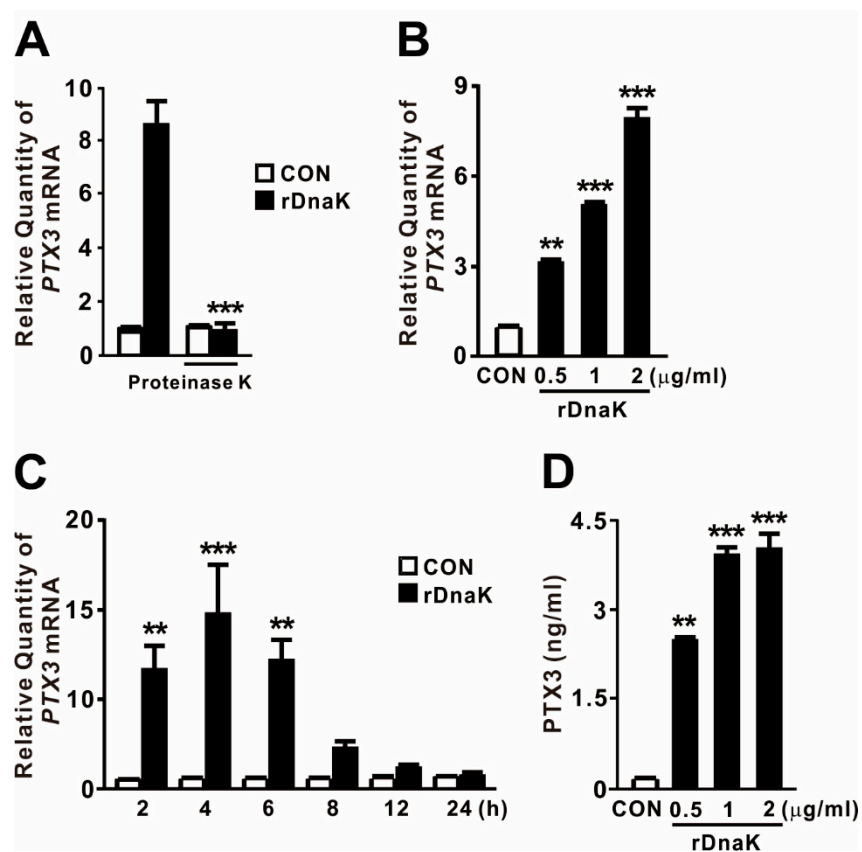 A
Relative Quantity of
PTX3 mRNA
10
8
6
4
2
0
***
Proteinase K
CON
rDnaK
B
Relative Quantity of
PTX3 mRNA
9
6
3
0
**
***
***
CON 0.5 1 2 (μg/ml)
rDnaK
C
Relative Quantity of
PTX3 mRNA
20
15
10
0
**
***
**
2 4 6 8 12 24 (h)
CON
rDnaK
D
PTX3 (ng/ml)
4.5
3
1.5
0
**
***
***
CON 0.5 1 2 (μg/ml)
rDnaK